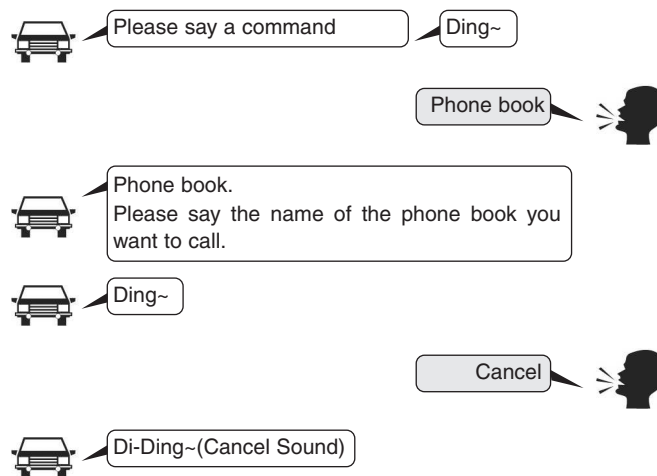 Please say a command
Ding~
Phone book
Phone book.
Please say the name of the phone book you
want to call.
Ding~
Cancel
Di-Ding~(Cancel Sound)